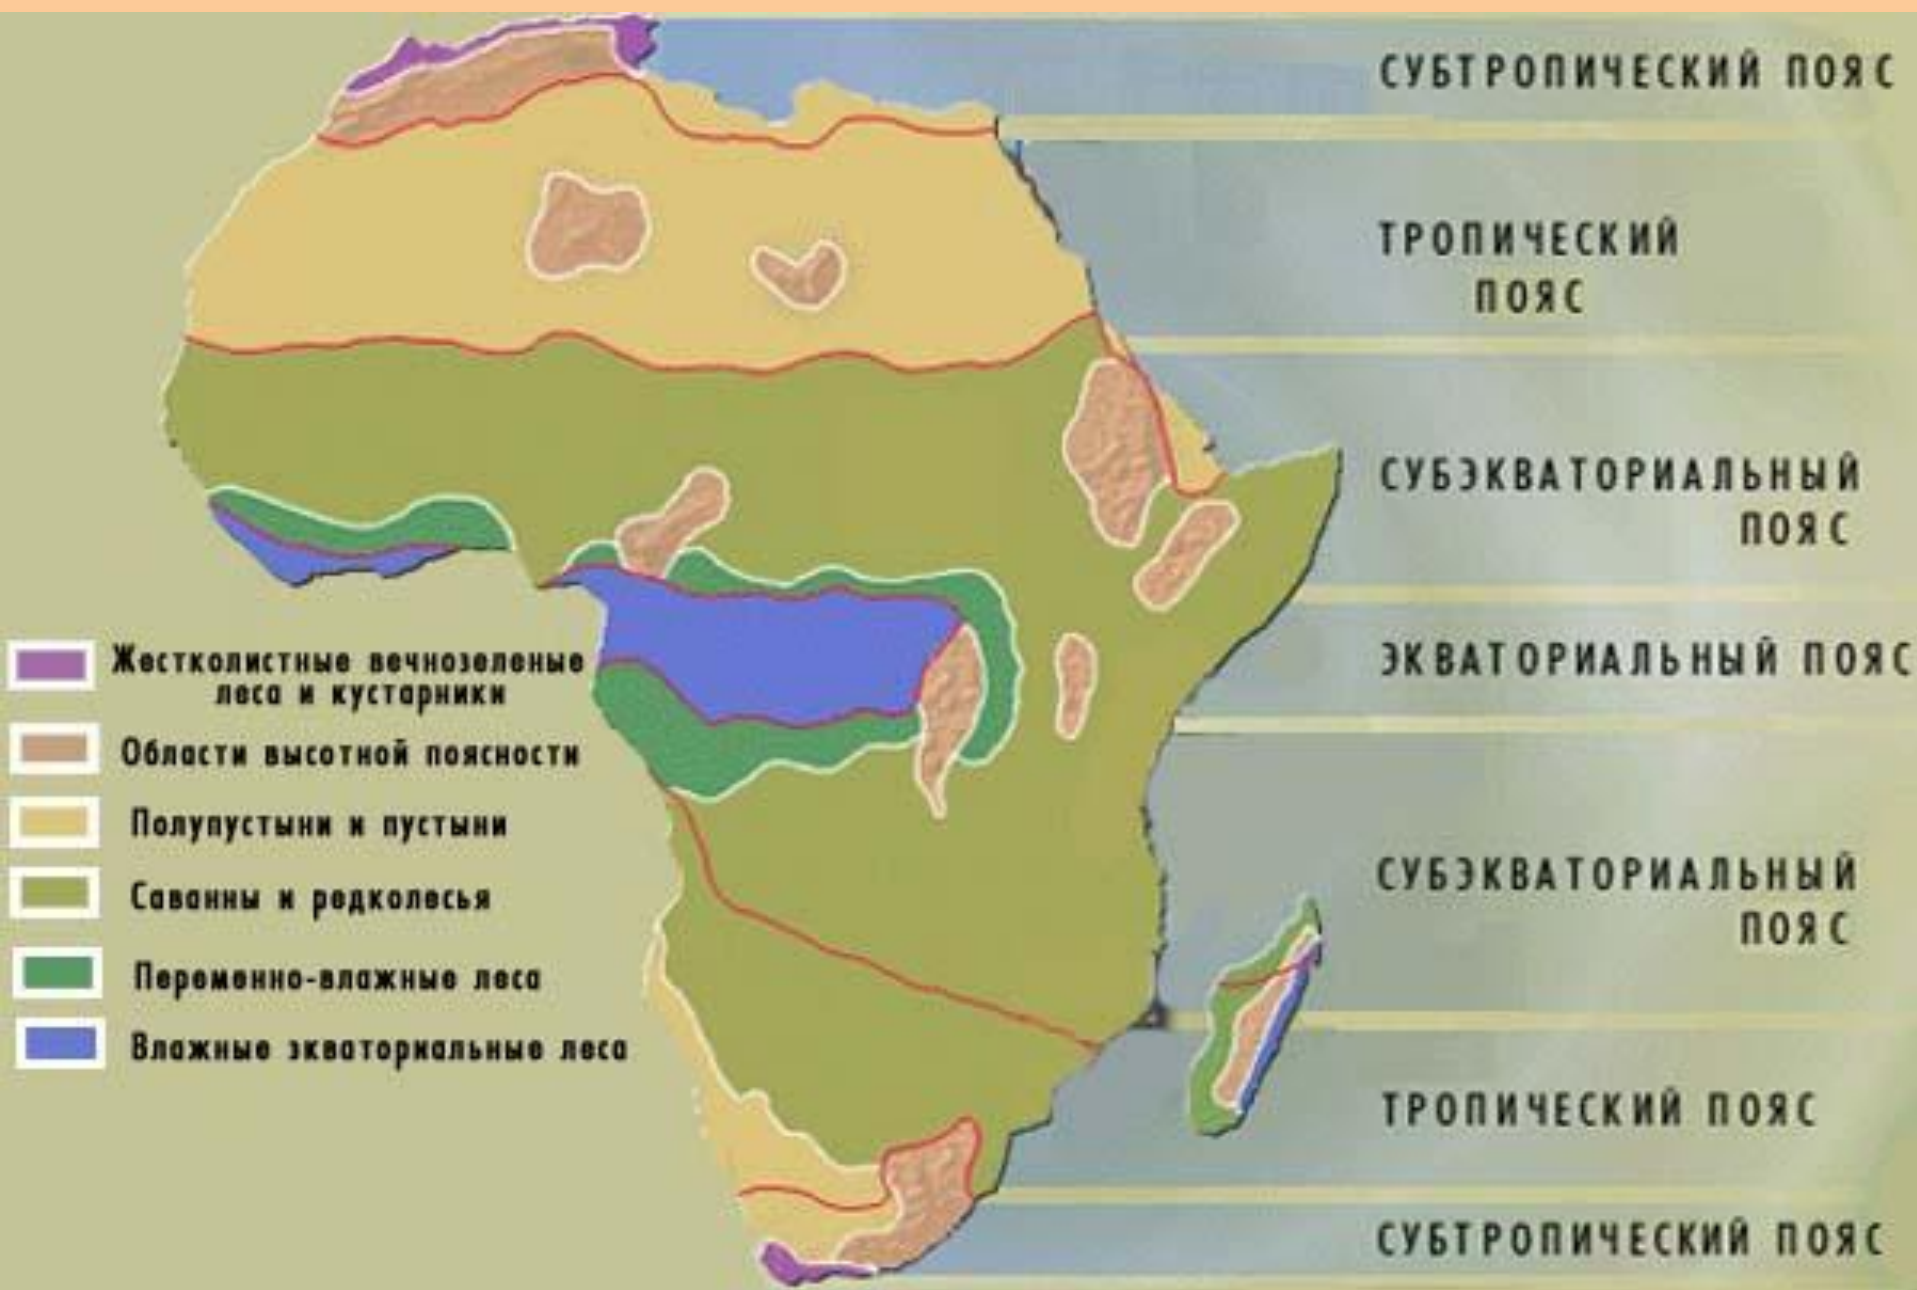 СУБТРОПИЧЕСКИЙ ПОЯС
ТРОПИЧЕСКИЙ
ПОЯС
СУБЭКВАТОРИАЛЬНЫЙ
ПОЯС
ЭКВАТОРИАЛЬНЫЙ ПОЯС
СУБЭКВАТОРИАЛЬНЫЙ
ПОЯС
ТРОПИЧЕСКИЙ ПОЯС
СУБТРОПИЧЕСКИЙ ПОЯС
Жестколистные вечнозеленые
леса и кустарники
Области высотной поясности
Полупустыни и пустыни
Саванны и редколесья
Переменно-влажные леса
Влажные экваториальные леса